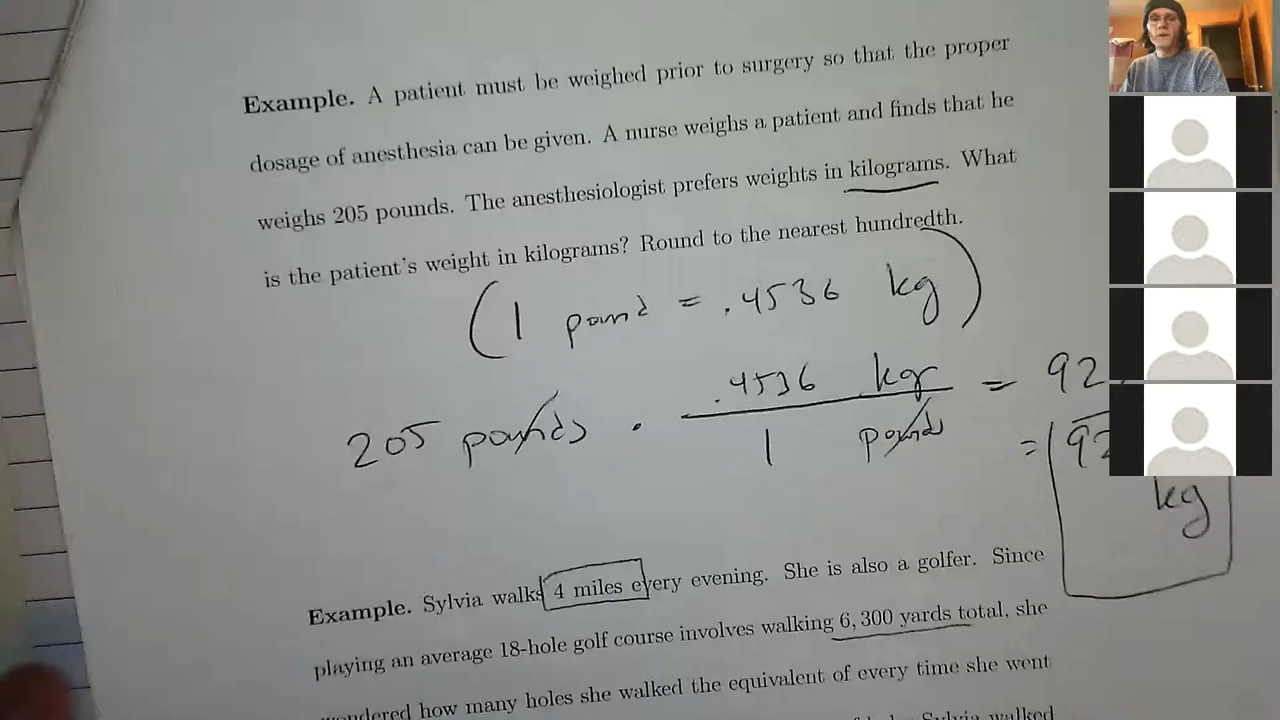 Example. A patient must be weighed prior to surgery so that the proper
dosage of anesthesia can be given. A nurse weighs a patient and finds that he
weighs 205 pounds. The anesthesiologist prefers weights in kilograms. What
is the patient's weight in kilograms? Round to the nearest hundredth.
(1 pound = .4536 kg)
205 pounds · .4536 kg / 1 pounds = 92.
= 92
kg
Example. Sylvia walks 4 miles every evening. She is also a golfer. Since
playing an average 18-hole golf course involves walking 6,300 yards total, she
wondered how many holes she walked the equivalent of every time she went
Sylvia walked